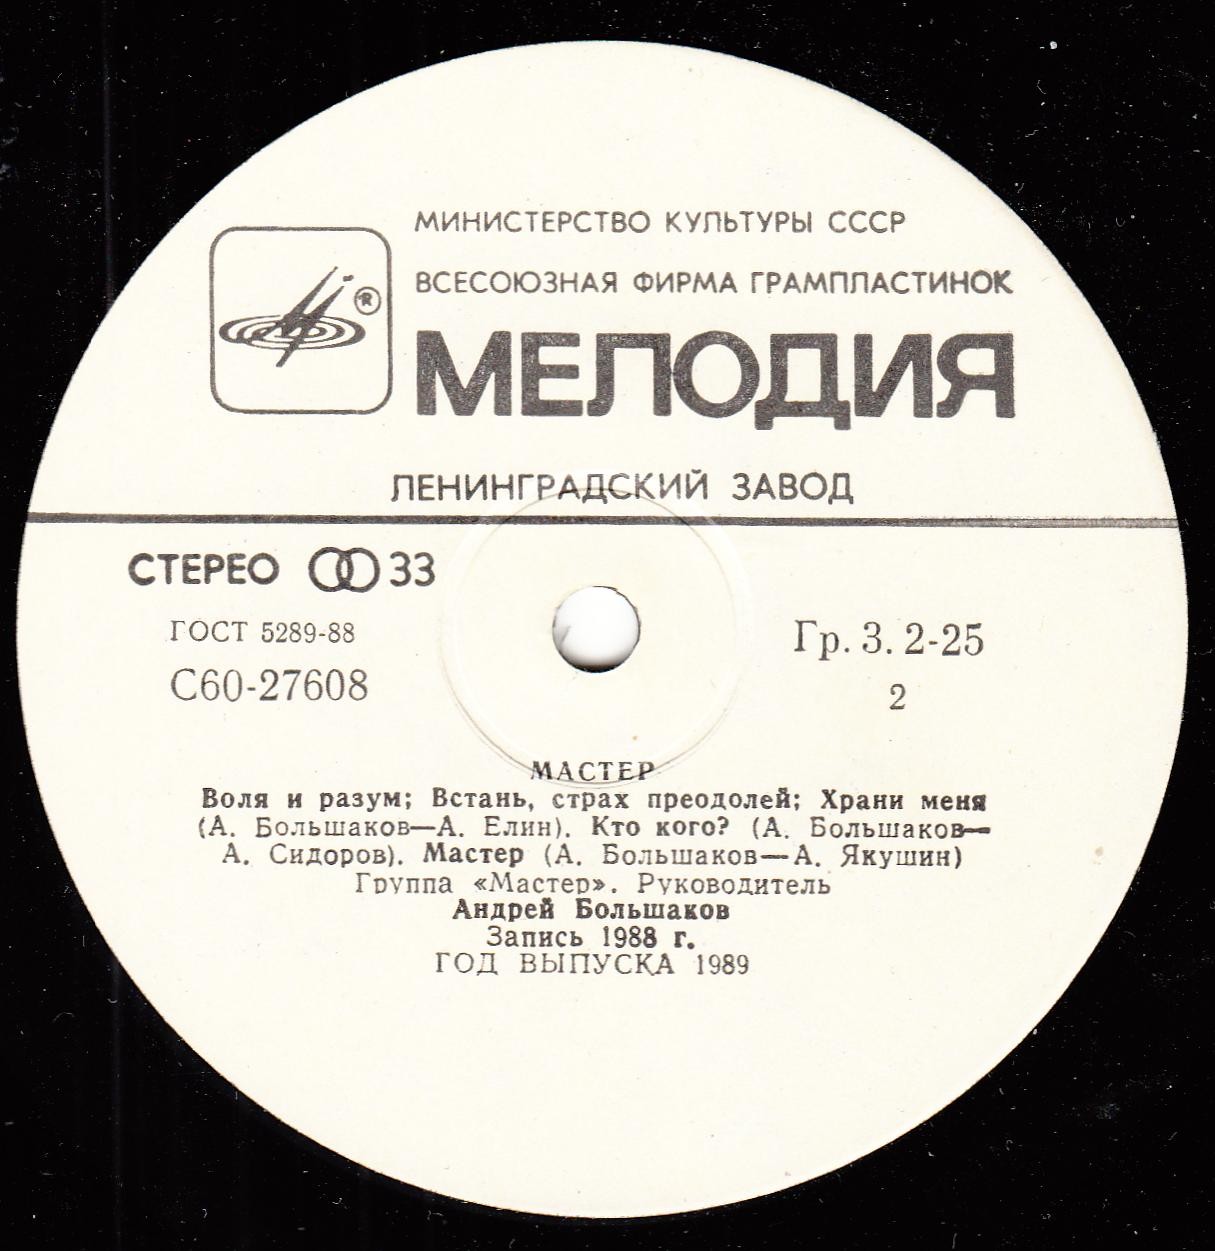 МИНИСТЕРСТВО КУЛЬТУРЫ СССР
ВСЕСОЮЗНАЯ ФИРМА ГРАМПЛАСТИНОК
®
МЕЛОДИЯ
ЛЕНИНГРАДСКИЙ ЗАВОД
СТЕРЕО 33
ГОСТ 5289-88
С60-27608
Гр. 3. 2-25
2
МАСТЕР
Воля и разум; Встань, страх преодолей; Храни меня
(А. Большаков—А. Елин). Кто кого? (А. Большаков—
А. Сидоров). Мастер (А. Большаков—А. Якушин)
Группа «Мастер». Руководитель
Андрей Большаков
Запись 1988 г.
ГОД ВЫПУСКА 1989